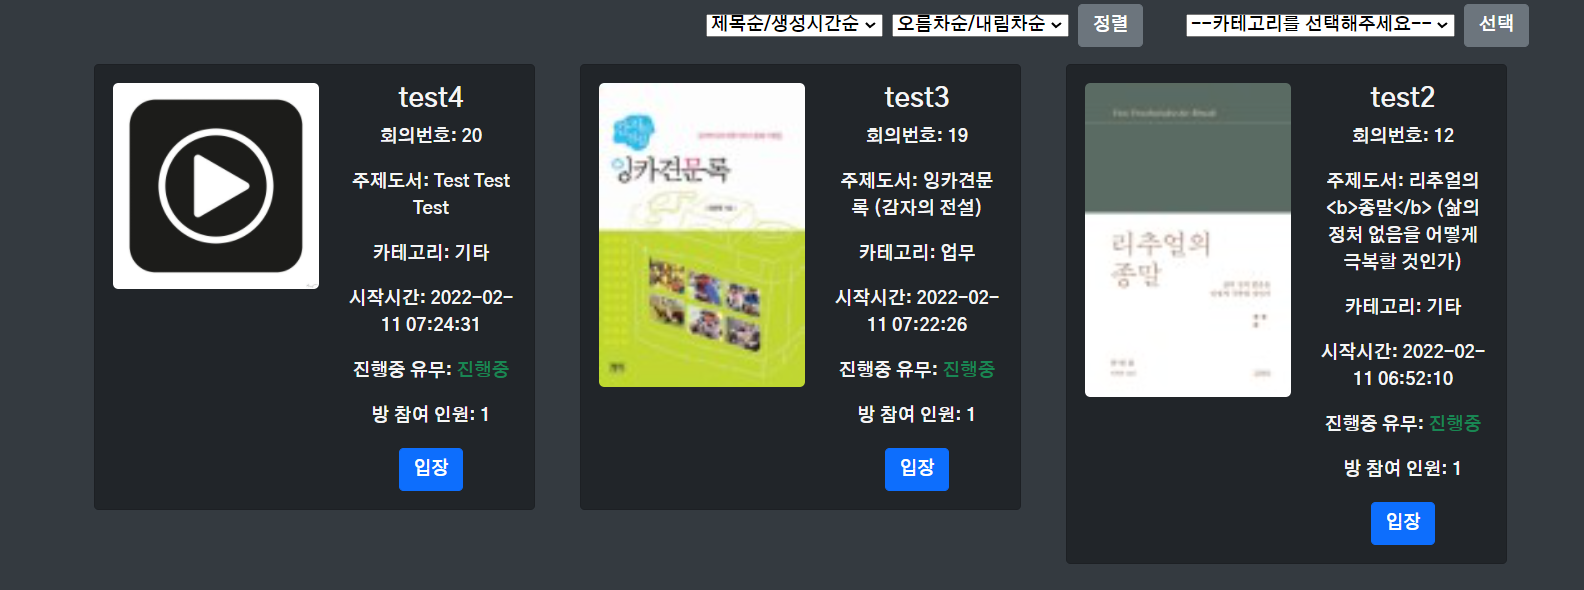 제목순/생성시간순 오름차순/내림차순 정렬 --카테고리를 선택해주세요-- 선택
test4
회의번호: 20
주제도서: Test Test
Test
카테고리: 기타
시작시간: 2022-02-
11 07:24:31
진행중 유무: 진행중
방 참여 인원: 1
입장
잉카견문록
test3
회의번호: 19
주제도서: 잉카견문
록 (감자의 전설)
카테고리: 업무
시작시간: 2022-02-
11 07:22:26
진행중 유무: 진행중
방 참여 인원: 1
입장
리추얼의
종말
test2
회의번호: 12
주제도서: 리추얼의
<b>종말</b> (삶의
정처 없음을 어떻게
극복할 것인가)
카테고리: 기타
시작시간: 2022-02-
11 06:52:10
진행중 유무: 진행중
방 참여 인원: 1
입장